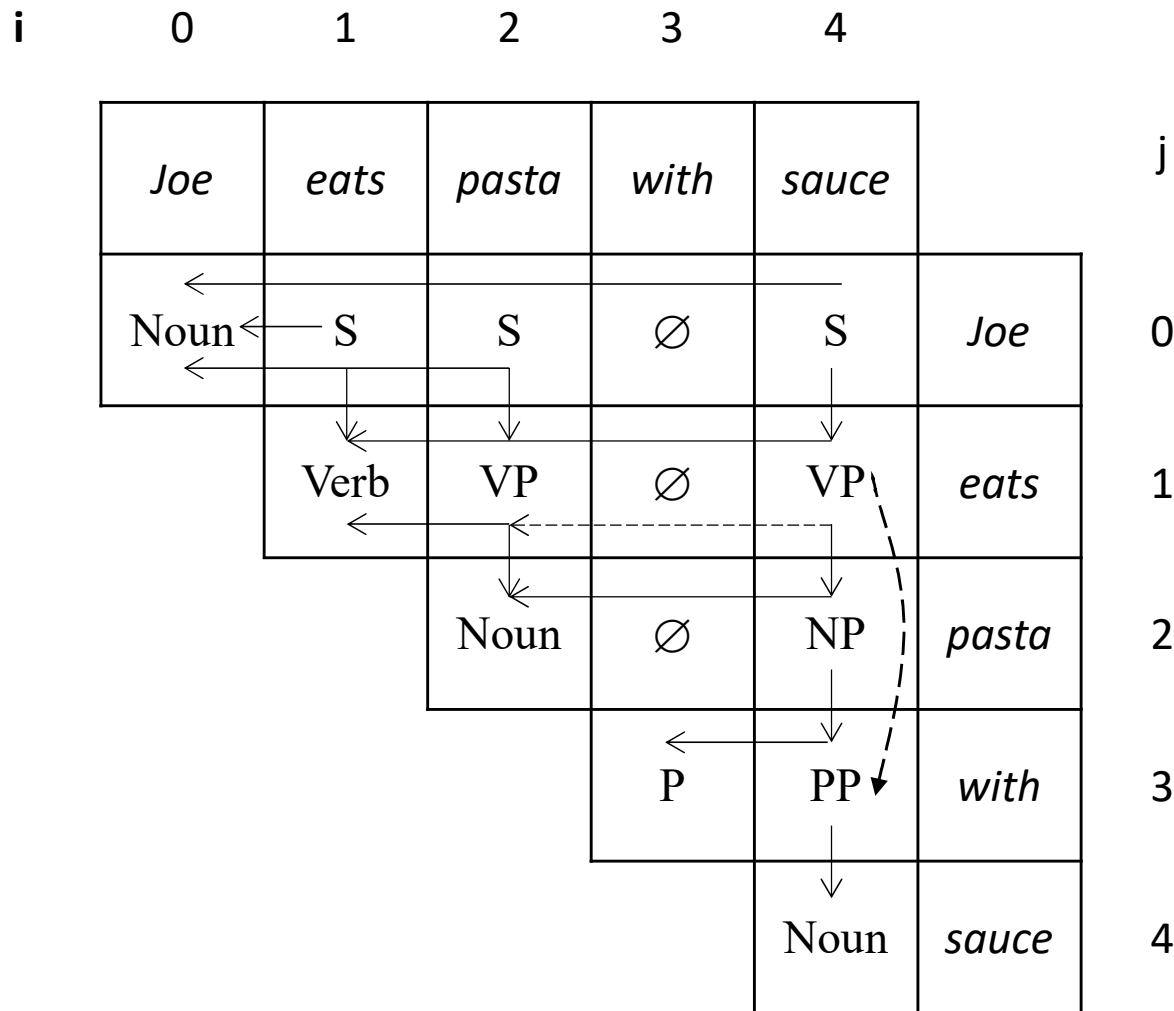 i 0 1 2 3 4
Joe eats pasta with sauce j
Noun S S ∅ S Joe 0
Verb VP ∅ VP eats 1
Noun ∅ NP pasta 2
P PP with 3
Noun sauce 4